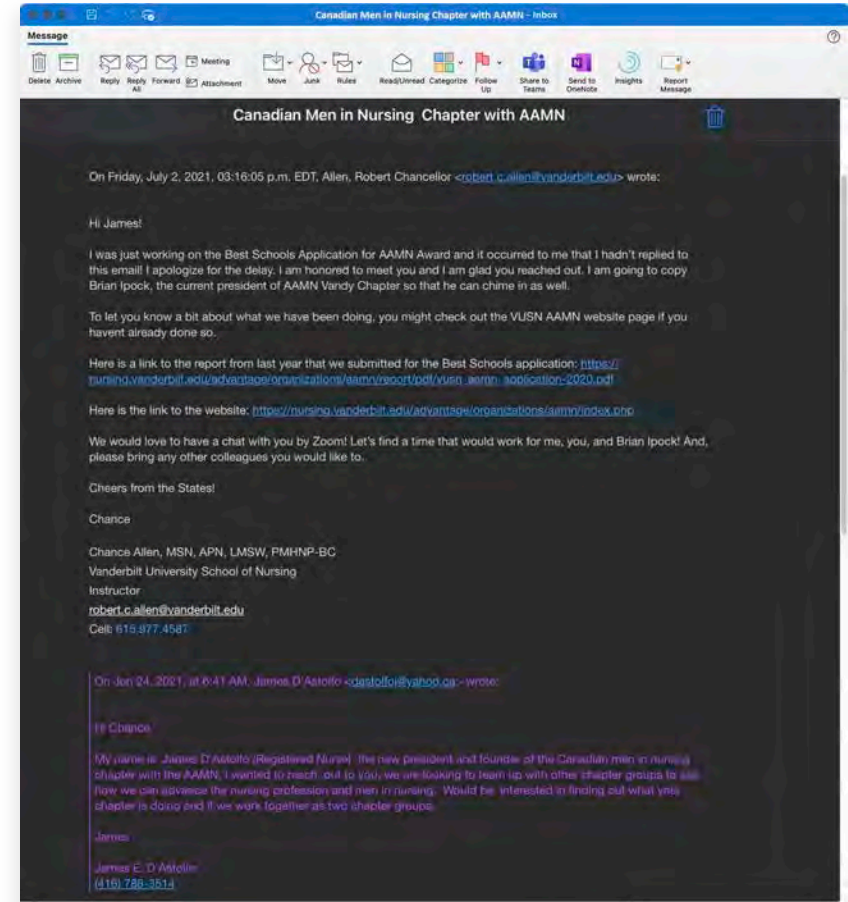 Canadian Men in Nursing Chapter with AAMN – Inbox
Message
Meeting
Delete Archive Reply Reply All Forward Attachment Move Junk Rules Read/Unread Categorize Follow Up Share to Teams Send to OneNote Insights Report Message
Canadian Men in Nursing Chapter with AAMN
On Friday, July 2, 2021, 03:16:05 p.m. EDT, Allen, Robert Chancellor <robert.c.allen@vanderbilt.edu> wrote:
Hi James!
I was just working on the Best Schools Application for AAMN Award and it occurred to me that I hadn't replied to
this email! I apologize for the delay. I am honored to meet you and I am glad you reached out. I am going to copy
Brian Ipock, the current president of AAMN Vandy Chapter so that he can chime in as well.
To let you know a bit about what we have been doing, you might check out the VUSN AAMN website page if you
havent already done so.
Here is a link to the report from last year that we submitted for the Best Schools application: https://
nursing.vanderbilt.edu/advantage/organizations/aamn/report/pdf/vusn_aamn_application-2020.pdf
Here is the link to the website: https://nursing.vanderbilt.edu/advantage/organizations/aamn/index.php
We would love to have a chat with you by Zoom! Let's find a time that would work for me, you, and Brian Ipock! And,
please bring any other colleagues you would like to.
Cheers from the States!
Chance
Chance Allen, MSN, APN, LMSW, PMHNP-BC
Vanderbilt University School of Nursing
Instructor
robert.c.allen@vanderbilt.edu
Cell: 615.977.4587
On Jun 24, 2021, at 6:41 AM, James D'Astolfo <dastolfoj@yahoo.ca> wrote:
Hi Chance
My name is James D'Astolfo (Registered Nurse) the new president and founder of the Canadian men in nursing
chapter with the AAMN, I wanted to reach out to you, we are looking to team up with other chapter groups to see
how we can advance the nursing profession and men in nursing. Would be interested in finding out what your
chapter is doing and if we work together as two chapter groups.
James
James E. D'Astolfo
(416) 786-3514